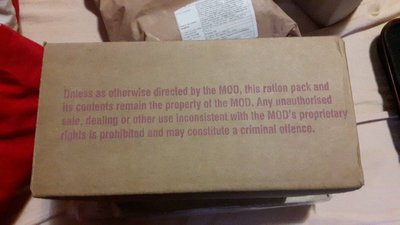 Unless as otherwise directed by the MOD, this ration pack and
its contents remain the property of the MOD. Any unauthorised
sale, dealing or other use inconsistent with the MOD's proprietary
rights is prohibited and may constitute a criminal offence.